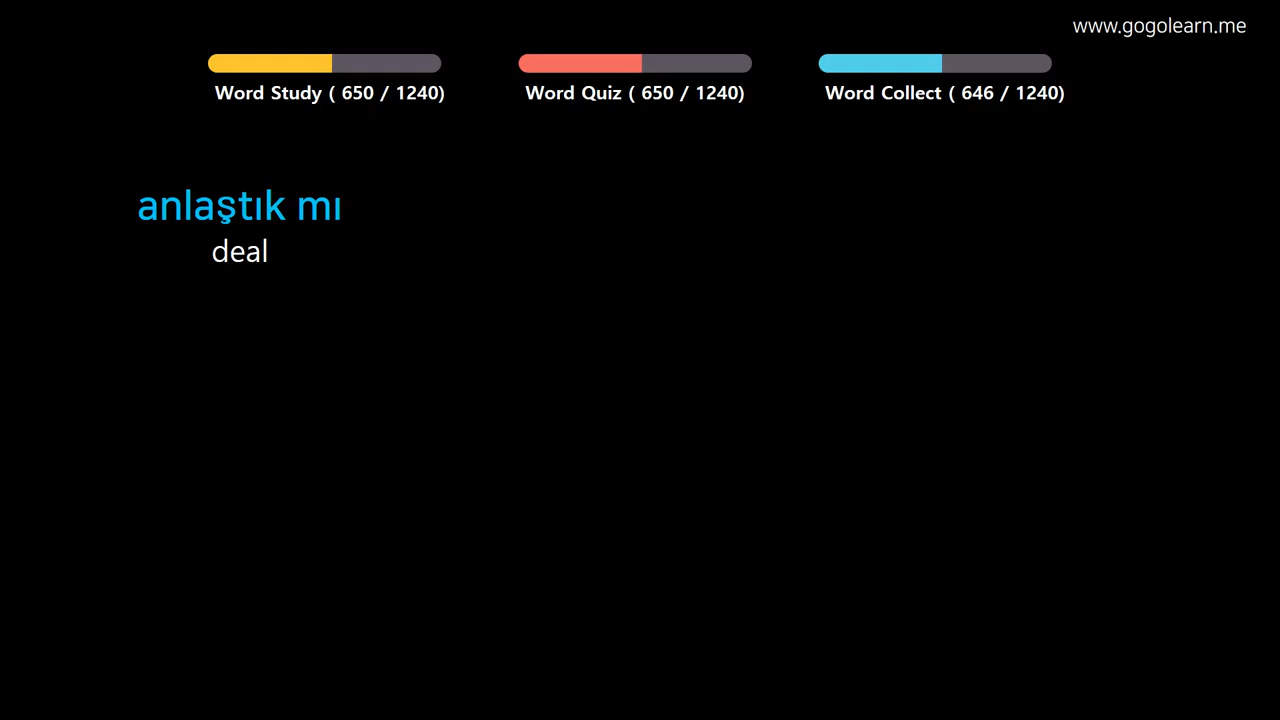 www.gogolearn.me
Word Study ( 650 / 1240)
Word Quiz ( 650 / 1240)
Word Collect ( 646 / 1240)
anlaştık mı
deal